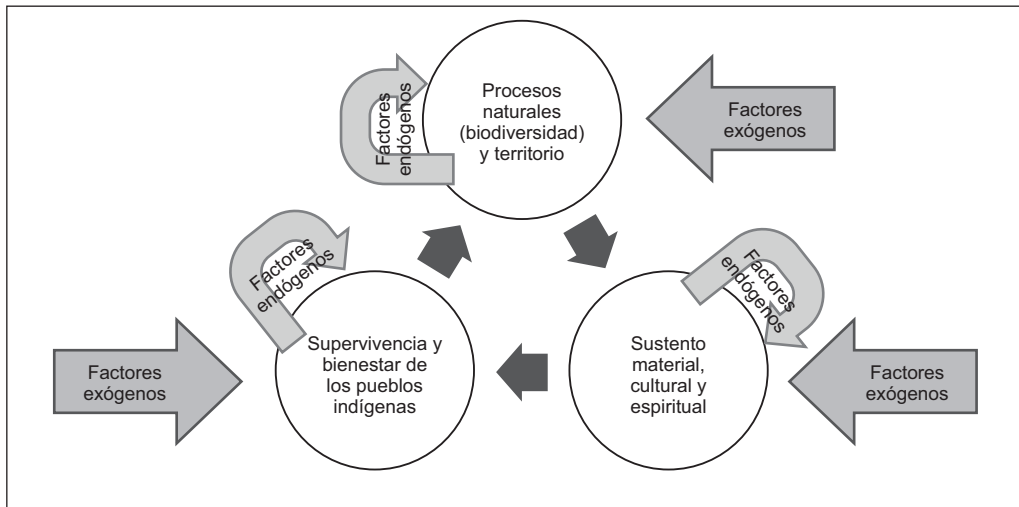 Factores
endógenos
Procesos
naturales
(biodiversidad)
y territorio
Factores
exógenos
Factores
endógenos
Factores
endógenos
Factores
exógenos
Supervivencia y
bienestar de
los pueblos
indígenas
Sustento
material,
cultural y
espiritual
Factores
exógenos